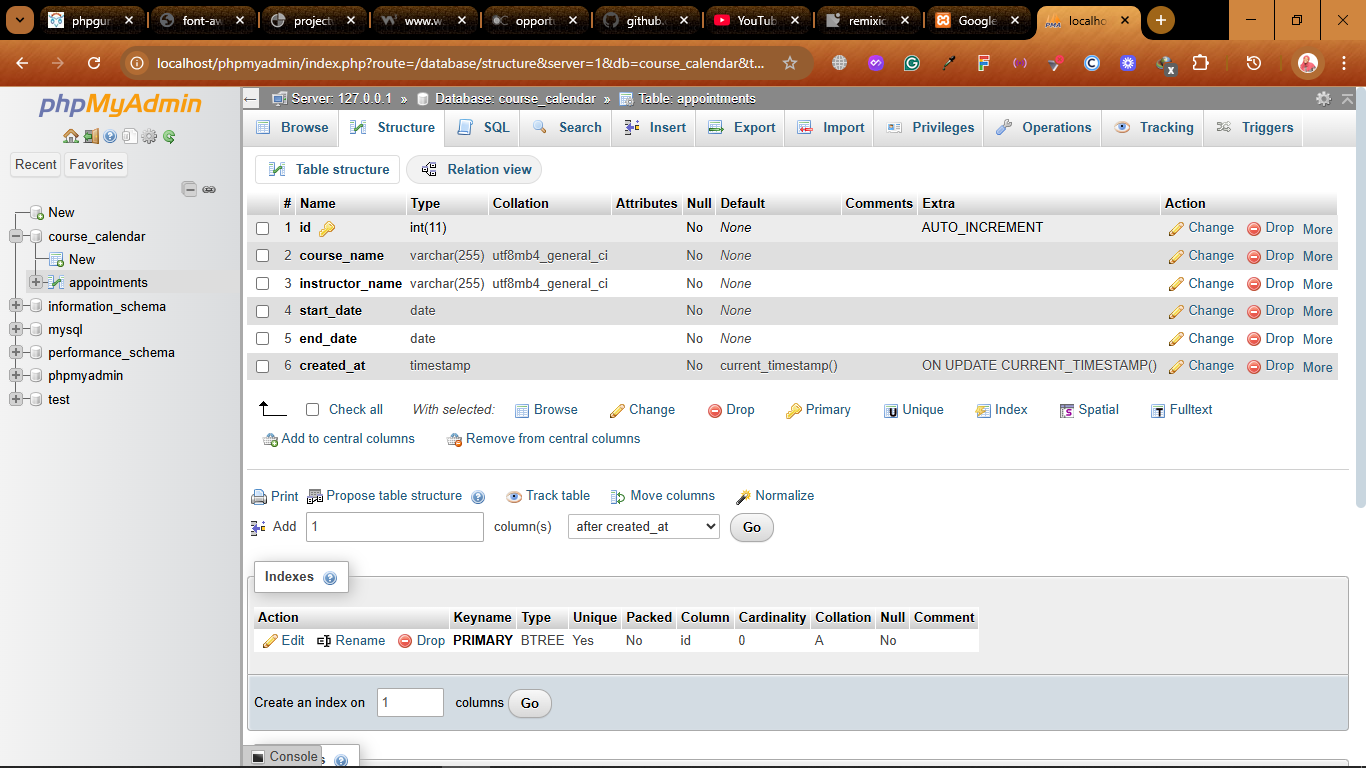 phpgur
font-aw
project
www.w
opport
github.
YouTub
remixic
Google
localho
localhost/phpmyadmin/index.php?route=/database/structure&server=1&db=course_calendar&t...
phpMyAdmin
Recent Favorites
New
course_calendar
New
appointments
information_schema
mysql
performance_schema
phpmyadmin
test
Server: 127.0.0.1 » Database: course_calendar » Table: appointments
Browse Structure SQL Search Insert Export Import Privileges Operations Tracking Triggers
Table structure Relation view
# Name Type Collation Attributes Null Default Comments Extra Action
1 id int(11) No None AUTO_INCREMENT Change Drop More
2 course_name varchar(255) utf8mb4_general_ci No None Change Drop More
3 instructor_name varchar(255) utf8mb4_general_ci No None Change Drop More
4 start_date date No None Change Drop More
5 end_date date No None Change Drop More
6 created_at timestamp No current_timestamp() ON UPDATE CURRENT_TIMESTAMP() Change Drop More
Check all With selected: Browse Change Drop Primary Unique Index Spatial Fulltext
Add to central columns Remove from central columns
Print Propose table structure Track table Move columns Normalize
Add 1 column(s) after created_at Go
Indexes
Action Keyname Type Unique Packed Column Cardinality Collation Null Comment
Edit Rename Drop PRIMARY BTREE Yes No id 0 A No
Create an index on 1 columns Go
Console